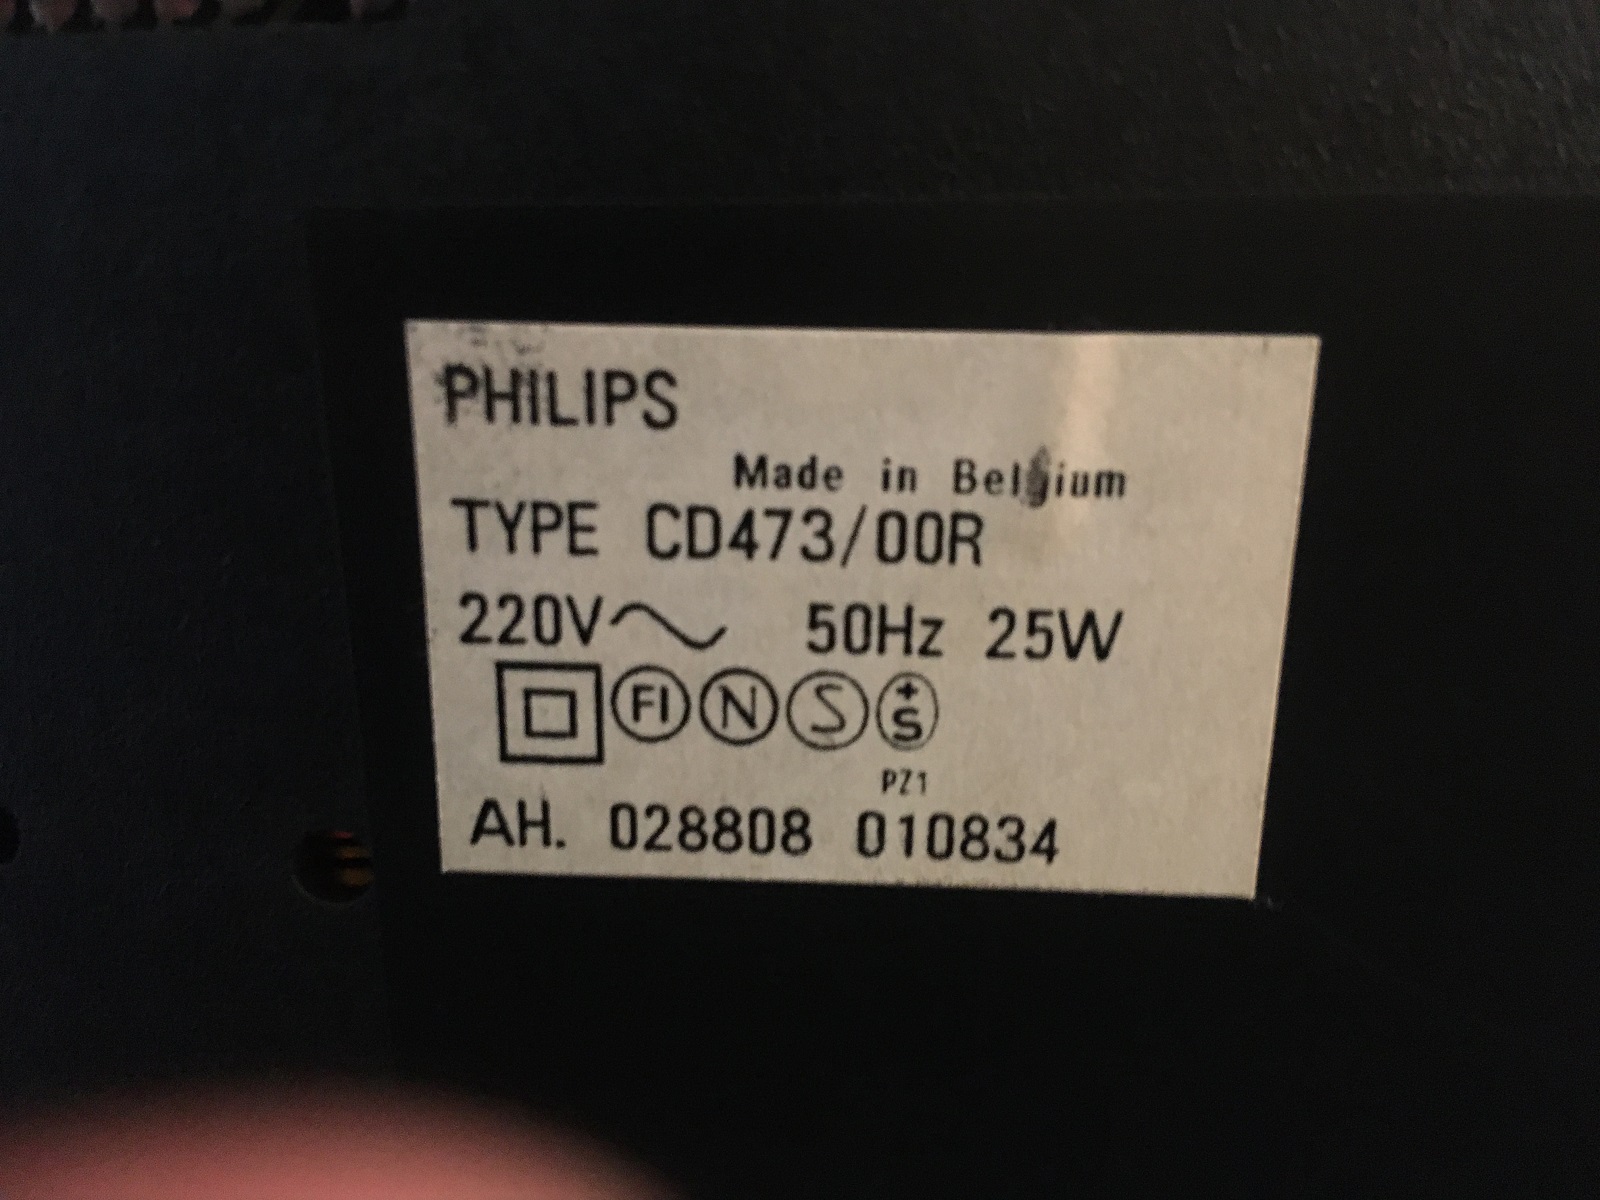 PHILIPS
Made in Belgium
TYPE CD473/00R
220V~ 50Hz 25W
FI N S +S
PZ1
AH. 028808 010834